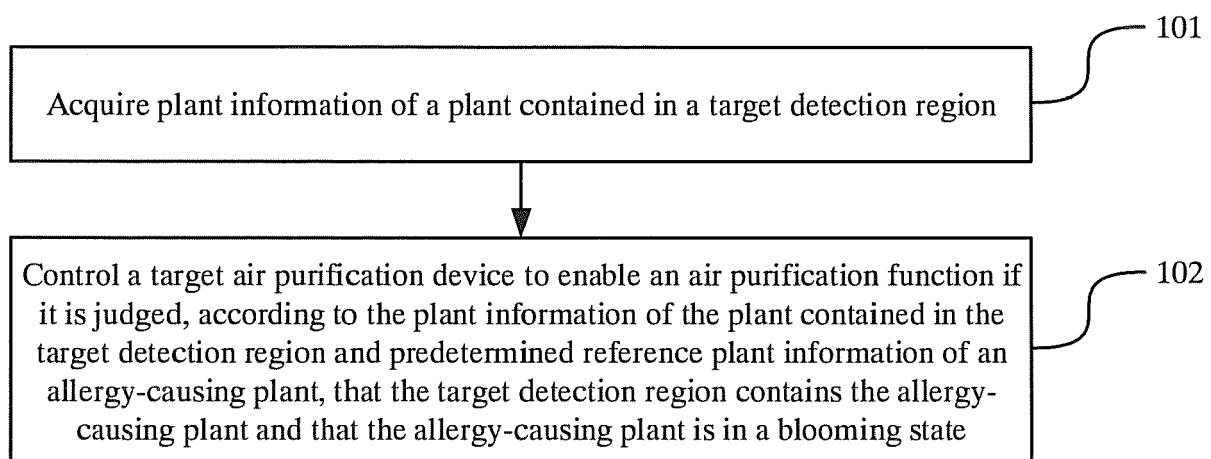 101
Acquire plant information of a plant contained in a target detection region
Control a target air purification device to enable an air purification function if
it is judged, according to the plant information of the plant contained in the
target detection region and predetermined reference plant information of an
allergy-causing plant, that the target detection region contains the allergy-
causing plant and that the allergy-causing plant is in a blooming state
102